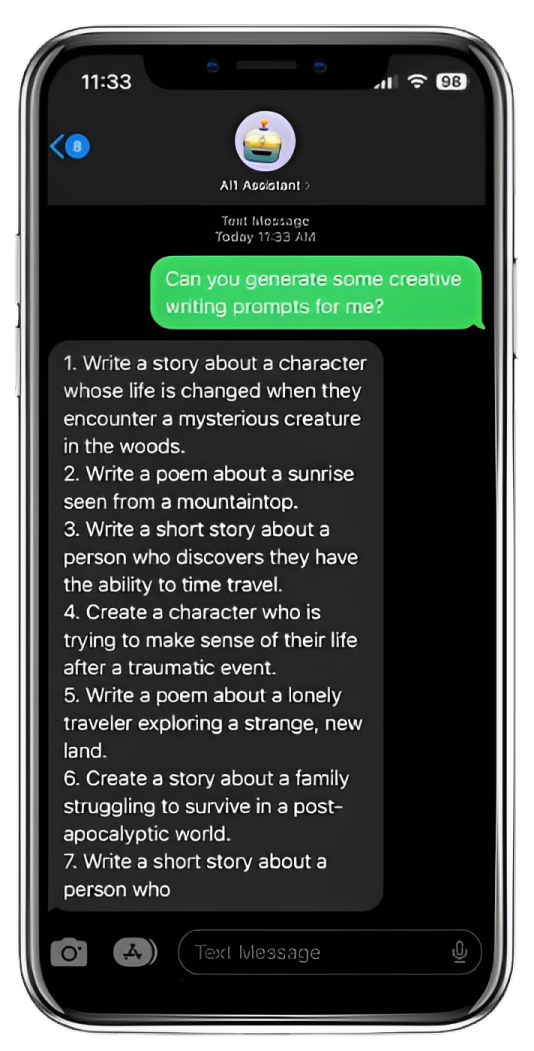 11:33
98
8
AI1 Assistant
Text Message
Today 11:33 AM
Can you generate some creative
writing prompts for me?
1. Write a story about a character
whose life is changed when they
encounter a mysterious creature
in the woods.
2. Write a poem about a sunrise
seen from a mountaintop.
3. Write a short story about a
person who discovers they have
the ability to time travel.
4. Create a character who is
trying to make sense of their life
after a traumatic event.
5. Write a poem about a lonely
traveler exploring a strange, new
land.
6. Create a story about a family
struggling to survive in a post-
apocalyptic world.
7. Write a short story about a
person who
Text Message